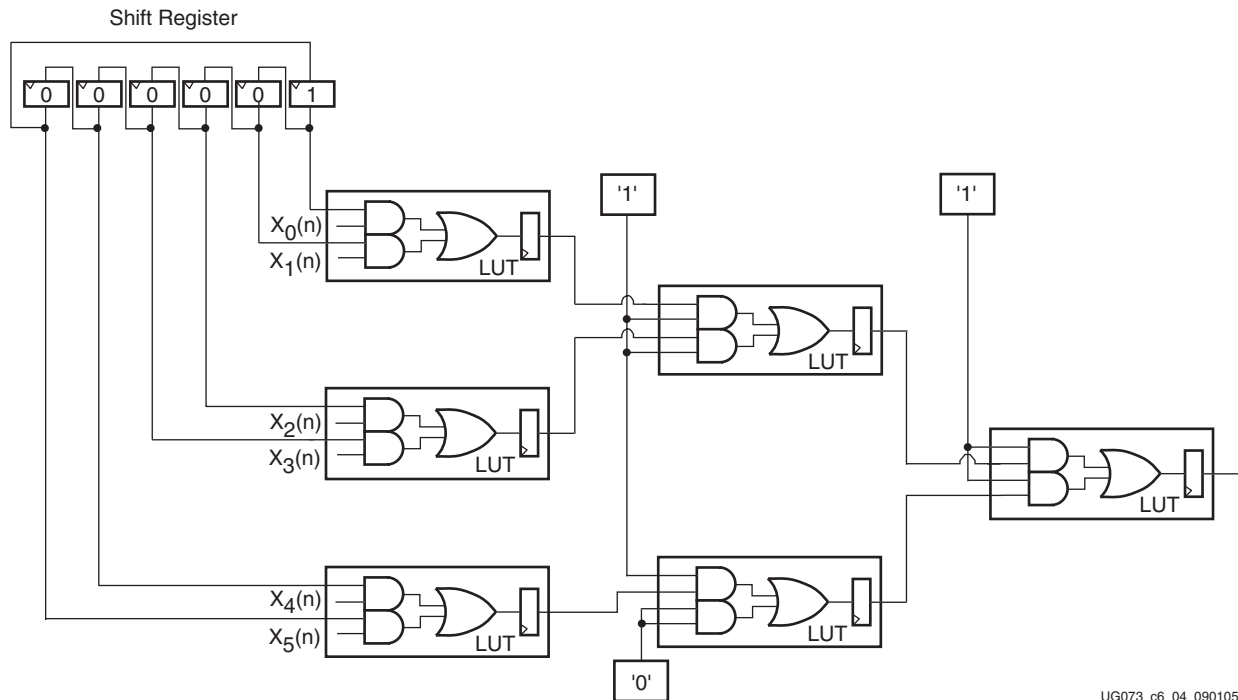 Shift Register
0 0 0 0 0 1
'1'
'1'
X0(n)
X1(n)
LUT
LUT
X2(n)
X3(n)
LUT
LUT
X4(n)
X5(n)
LUT
LUT
'0'
UG073_c6_04_090105